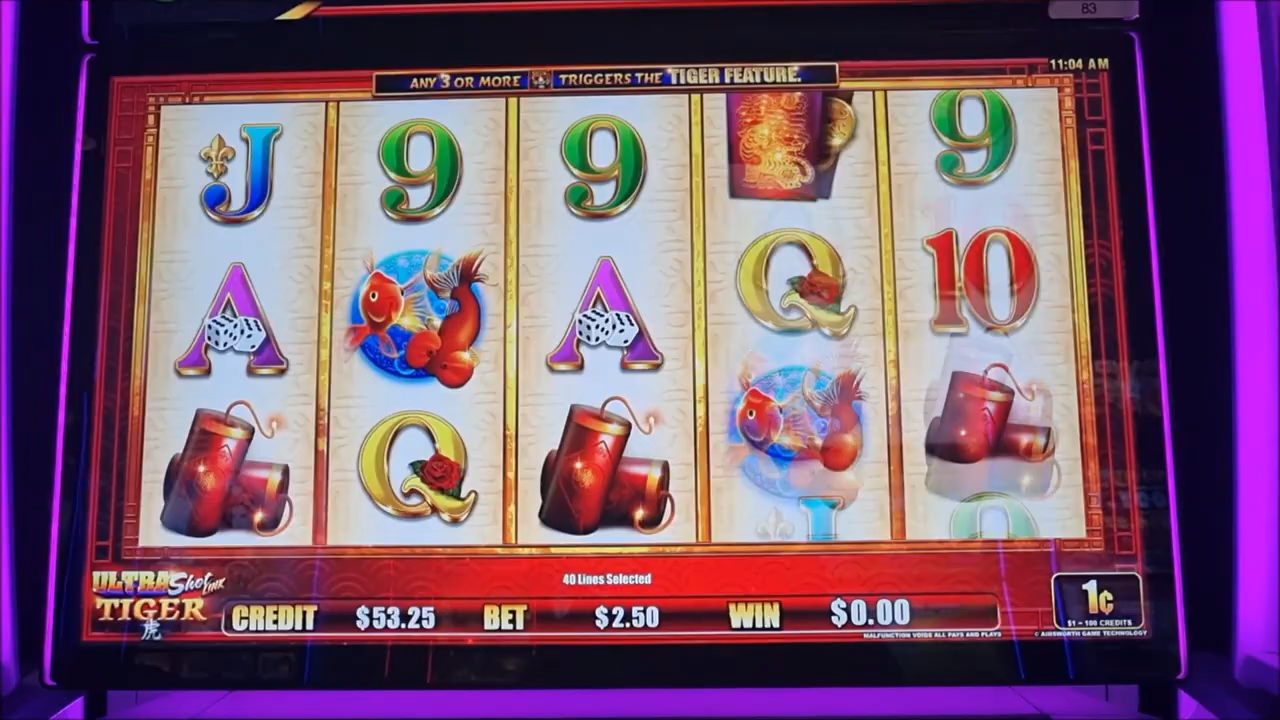 83
11:04 AM
ANY 3 OR MORE TRIGGERS THE TIGER FEATURE.
J 9 9 9
A A Q 10
Q J
ULTRA Shot LINK
TIGER
虎
40 Lines Selected
CREDIT $53.25 BET $2.50 WIN $0.00
MALFUNCTION VOIDS ALL PAYS AND PLAYS
1¢
$1 = 100 CREDITS
© AINSWORTH GAME TECHNOLOGY